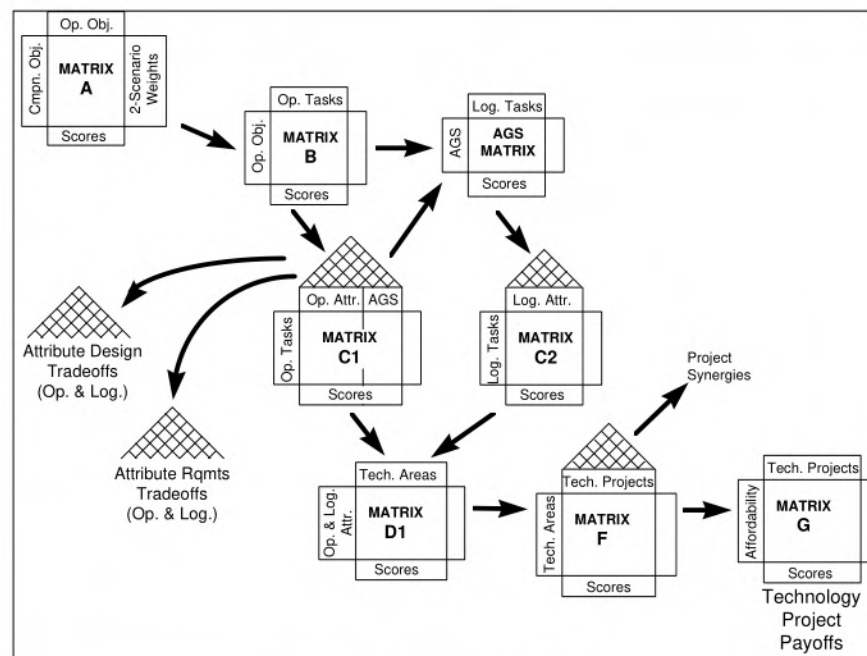 Op. Obj.
Cmpn. Obj.
MATRIX
A
2-Scenario
Weights
Scores
Op. Tasks
Op. Obj.
MATRIX
B
Scores
Log. Tasks
AGS
AGS
MATRIX
Scores
Op. Attr.
AGS
Op. Tasks
MATRIX
C1
Scores
Log. Attr.
Log. Tasks
MATRIX
C2
Scores
Attribute Design
Tradeoffs
(Op. & Log.)
Attribute Rqmts
Tradeoffs
(Op. & Log.)
Project
Synergies
Tech. Areas
Op. & Log.
Attr.
MATRIX
D1
Scores
Tech. Projects
Tech. Areas
MATRIX
F
Scores
Tech. Projects
Affordability
MATRIX
G
Scores
Technology
Project
Payoffs